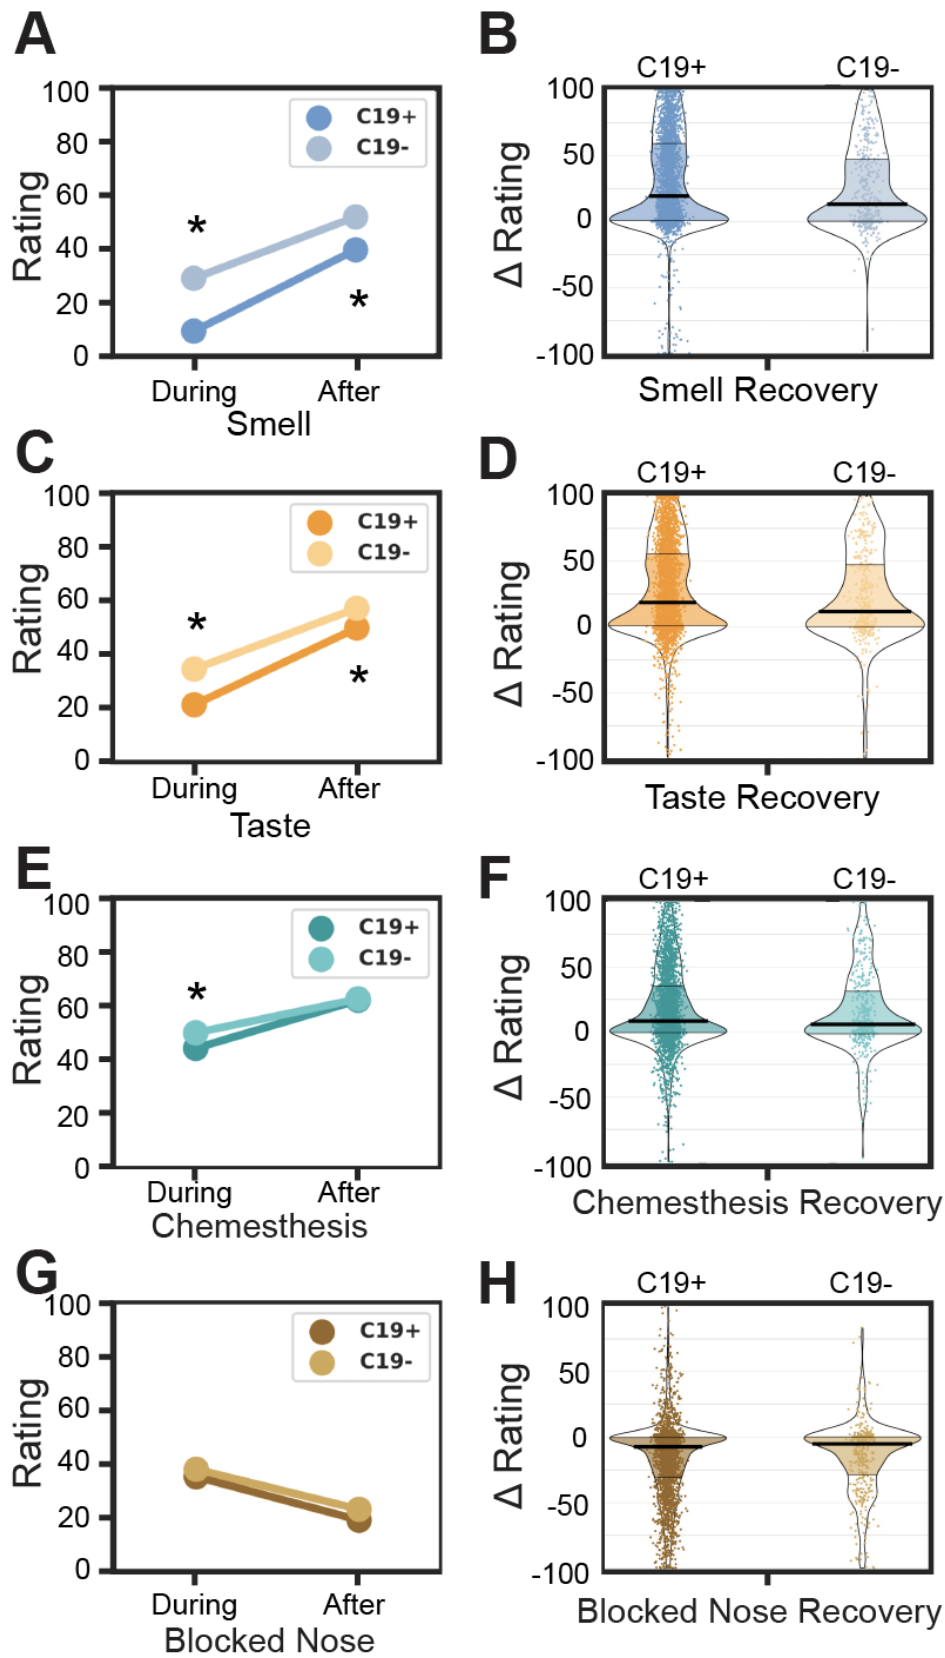 A
Rating
100
80
60
40
20
0
C19+
C19-
*
*
During After
Smell
B
C19+ C19-
Δ Rating
100
50
0
-50
-100
Smell Recovery
C
Rating
100
80
60
40
20
0
C19+
C19-
*
*
During After
Taste
D
C19+ C19-
Δ Rating
100
50
0
-50
-100
Taste Recovery
E
Rating
100
80
60
40
20
0
C19+
C19-
*
During After
Chemesthesis
F
C19+ C19-
Δ Rating
100
50
0
-50
-100
Chemesthesis Recovery
G
Rating
100
80
60
40
20
0
C19+
C19-
During After
Blocked Nose
H
C19+ C19-
Δ Rating
100
50
0
-50
-100
Blocked Nose Recovery